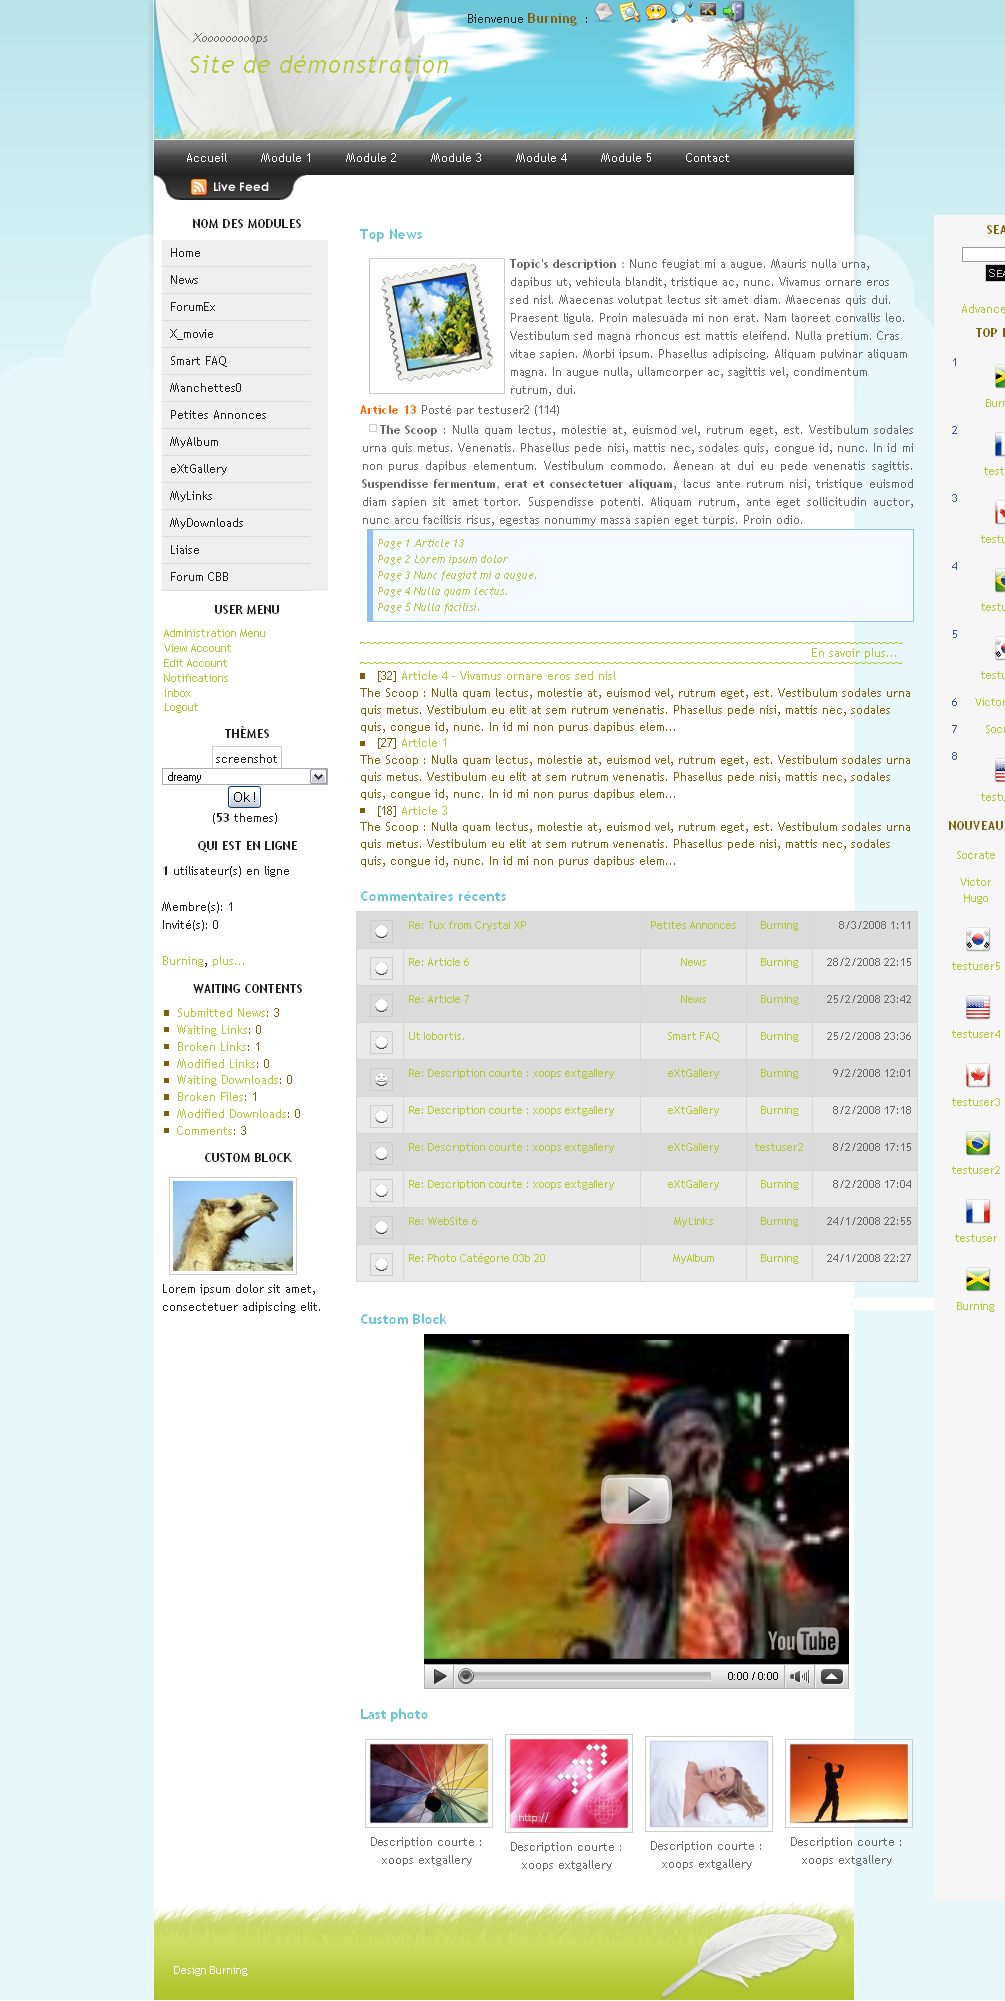 Bienvenue Burning :
Xooooooooops
Site de démonstration
Accueil Module 1 Module 2 Module 3 Module 4 Module 5 Contact
Live Feed
NOM DES MODULES
Home
News
ForumEx
X_movie
Smart FAQ
Manchettes0
Petites Annonces
MyAlbum
eXtGallery
MyLinks
MyDownloads
Liaise
Forum CBB
USER MENU
Administration Menu
View Account
Edit Account
Notifications
Inbox
Logout
THÈMES
screenshot
dreamy
Ok !
(53 themes)
QUI EST EN LIGNE
1 utilisateur(s) en ligne
Membre(s): 1
Invité(s): 0
Burning, plus...
WAITING CONTENTS
Submitted News: 3
Waiting Links: 0
Broken Links: 1
Modified Links: 0
Waiting Downloads: 0
Broken Files: 1
Modified Downloads: 0
Comments: 3
CUSTOM BLOCK
Lorem ipsum dolor sit amet,
consectetuer adipiscing elit.
Top News
Topic's description : Nunc feugiat mi a augue. Mauris nulla urna,
dapibus ut, vehicula blandit, tristique ac, nunc. Vivamus ornare eros
sed nisl. Maecenas volutpat lectus sit amet diam. Maecenas quis dui.
Praesent ligula. Proin malesuada mi non erat. Nam laoreet convallis leo.
Vestibulum sed magna rhoncus est mattis eleifend. Nulla pretium. Cras
vitae sapien. Morbi ipsum. Phasellus adipiscing. Aliquam pulvinar aliquam
magna. In augue nulla, ullamcorper ac, sagittis vel, condimentum
rutrum, dui.
Article 13 Posté par testuser2 (114)
The Scoop : Nulla quam lectus, molestie at, euismod vel, rutrum eget, est. Vestibulum sodales
urna quis metus. Venenatis. Phasellus pede nisi, mattis nec, sodales quis, congue id, nunc. In id mi
non purus dapibus elementum. Vestibulum commodo. Aenean at dui eu pede venenatis sagittis.
Suspendisse fermentum, erat et consectetuer aliquam, lacus ante rutrum nisi, tristique euismod
diam sapien sit amet tortor. Suspendisse potenti. Aliquam rutrum, ante eget sollicitudin auctor,
nunc arcu facilisis risus, egestas nonummy massa sapien eget turpis. Proin odio.
Page 1 Article 13
Page 2 Lorem ipsum dolor
Page 3 Nunc feugiat mi a augue.
Page 4 Nulla quam lectus.
Page 5 Nulla facilisi.
En savoir plus...
[32] Article 4 - Vivamus ornare eros sed nisl
The Scoop : Nulla quam lectus, molestie at, euismod vel, rutrum eget, est. Vestibulum sodales urna
quis metus. Vestibulum eu elit at sem rutrum venenatis. Phasellus pede nisi, mattis nec, sodales
quis, congue id, nunc. In id mi non purus dapibus elem...
[27] Article 1
The Scoop : Nulla quam lectus, molestie at, euismod vel, rutrum eget, est. Vestibulum sodales urna
quis metus. Vestibulum eu elit at sem rutrum venenatis. Phasellus pede nisi, mattis nec, sodales
quis, congue id, nunc. In id mi non purus dapibus elem...
[18] Article 3
The Scoop : Nulla quam lectus, molestie at, euismod vel, rutrum eget, est. Vestibulum sodales urna
quis metus. Vestibulum eu elit at sem rutrum venenatis. Phasellus pede nisi, mattis nec, sodales
quis, congue id, nunc. In id mi non purus dapibus elem...
Commentaires récents
Re: Tux from Crystal XP Petites Annonces Burning 8/3/2008 1:11
Re: Article 6 News Burning 28/2/2008 22:15
Re: Article 7 News Burning 25/2/2008 23:42
Ut lobortis. Smart FAQ Burning 25/2/2008 23:36
Re: Description courte : xoops extgallery eXtGallery Burning 9/2/2008 12:01
Re: Description courte : xoops extgallery eXtGallery Burning 8/2/2008 17:18
Re: Description courte : xoops extgallery eXtGallery testuser2 8/2/2008 17:15
Re: Description courte : xoops extgallery eXtGallery Burning 8/2/2008 17:04
Re: WebSite 6 MyLinks Burning 24/1/2008 22:55
Re: Photo Catégorie 03b 20 MyAlbum Burning 24/1/2008 22:27
Custom Block
YouTube
0:00 / 0:00
Last photo
http://
Description courte :
xoops extgallery
Description courte :
xoops extgallery
Description courte :
xoops extgallery
Description courte :
xoops extgallery
SEA
SEA
Advance
TOP
1
Bur
2
test
3
testu
4
testu
5
testu
6 Victor
7 Soc
8
testu
NOUVEAU
Socrate
Victor
Hugo
testuser5
testuser4
testuser3
testuser2
testuser
Burning
Design Burning